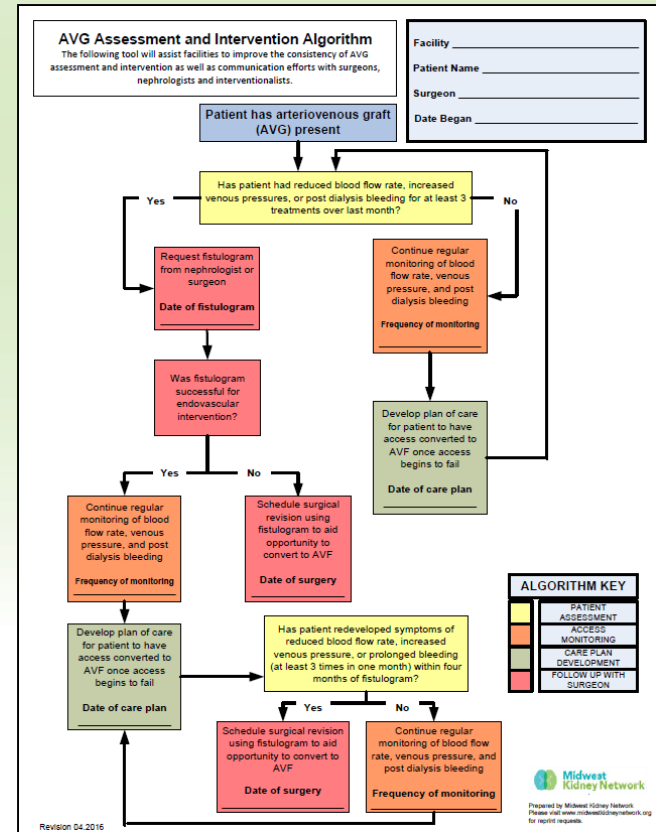 AVG Assessment and Intervention Algorithm
The following tool will assist facilities to improve the consistency of AVG
assessment and intervention as well as communication efforts with surgeons,
nephrologists and interventionalists.
Facility
Patient Name
Surgeon
Date Began
Patient has arteriovenous graft
(AVG) present
Has patient had reduced blood flow rate, increased
venous pressures, or post dialysis bleeding for at least 3
treatments over last month?
Yes
No
Request fistulogram
from nephrologist or
surgeon
Date of fistulogram
Continue regular
monitoring of blood
flow rate, venous
pressure, and post
dialysis bleeding
Frequency of monitoring
Was fistulogram
successful for
endovascular
intervention?
Develop plan of care
for patient to have
access converted to
AVF once access
begins to fail
Date of care plan
Yes
No
Continue regular
monitoring of blood
flow rate, venous
pressure, and post
dialysis bleeding
Frequency of monitoring
Schedule surgical
revision using
fistulogram to aid
opportunity to
convert to AVF
Date of surgery
ALGORITHM KEY
PATIENT
ASSESSMENT
ACCESS
MONITORING
CARE PLAN
DEVELOPMENT
FOLLOW UP WITH
SURGEON
Develop plan of care
for patient to have
access converted to
AVF once access
begins to fail
Date of care plan
Has patient redeveloped symptoms of
reduced blood flow rate, increased
venous pressure, or prolonged bleeding
(at least 3 times in one month) within four
months of fistulogram?
Yes
No
Schedule surgical revision
using fistulogram to aid
opportunity to convert to
AVF
Date of surgery
Continue regular
monitoring of blood flow
rate, venous pressure, and
post dialysis bleeding
Frequency of monitoring
Midwest
Kidney Network
Prepared by Midwest Kidney Network
Please visit www.midwestkidneynetwork.org
for reprint requests.
Revision 04.2016